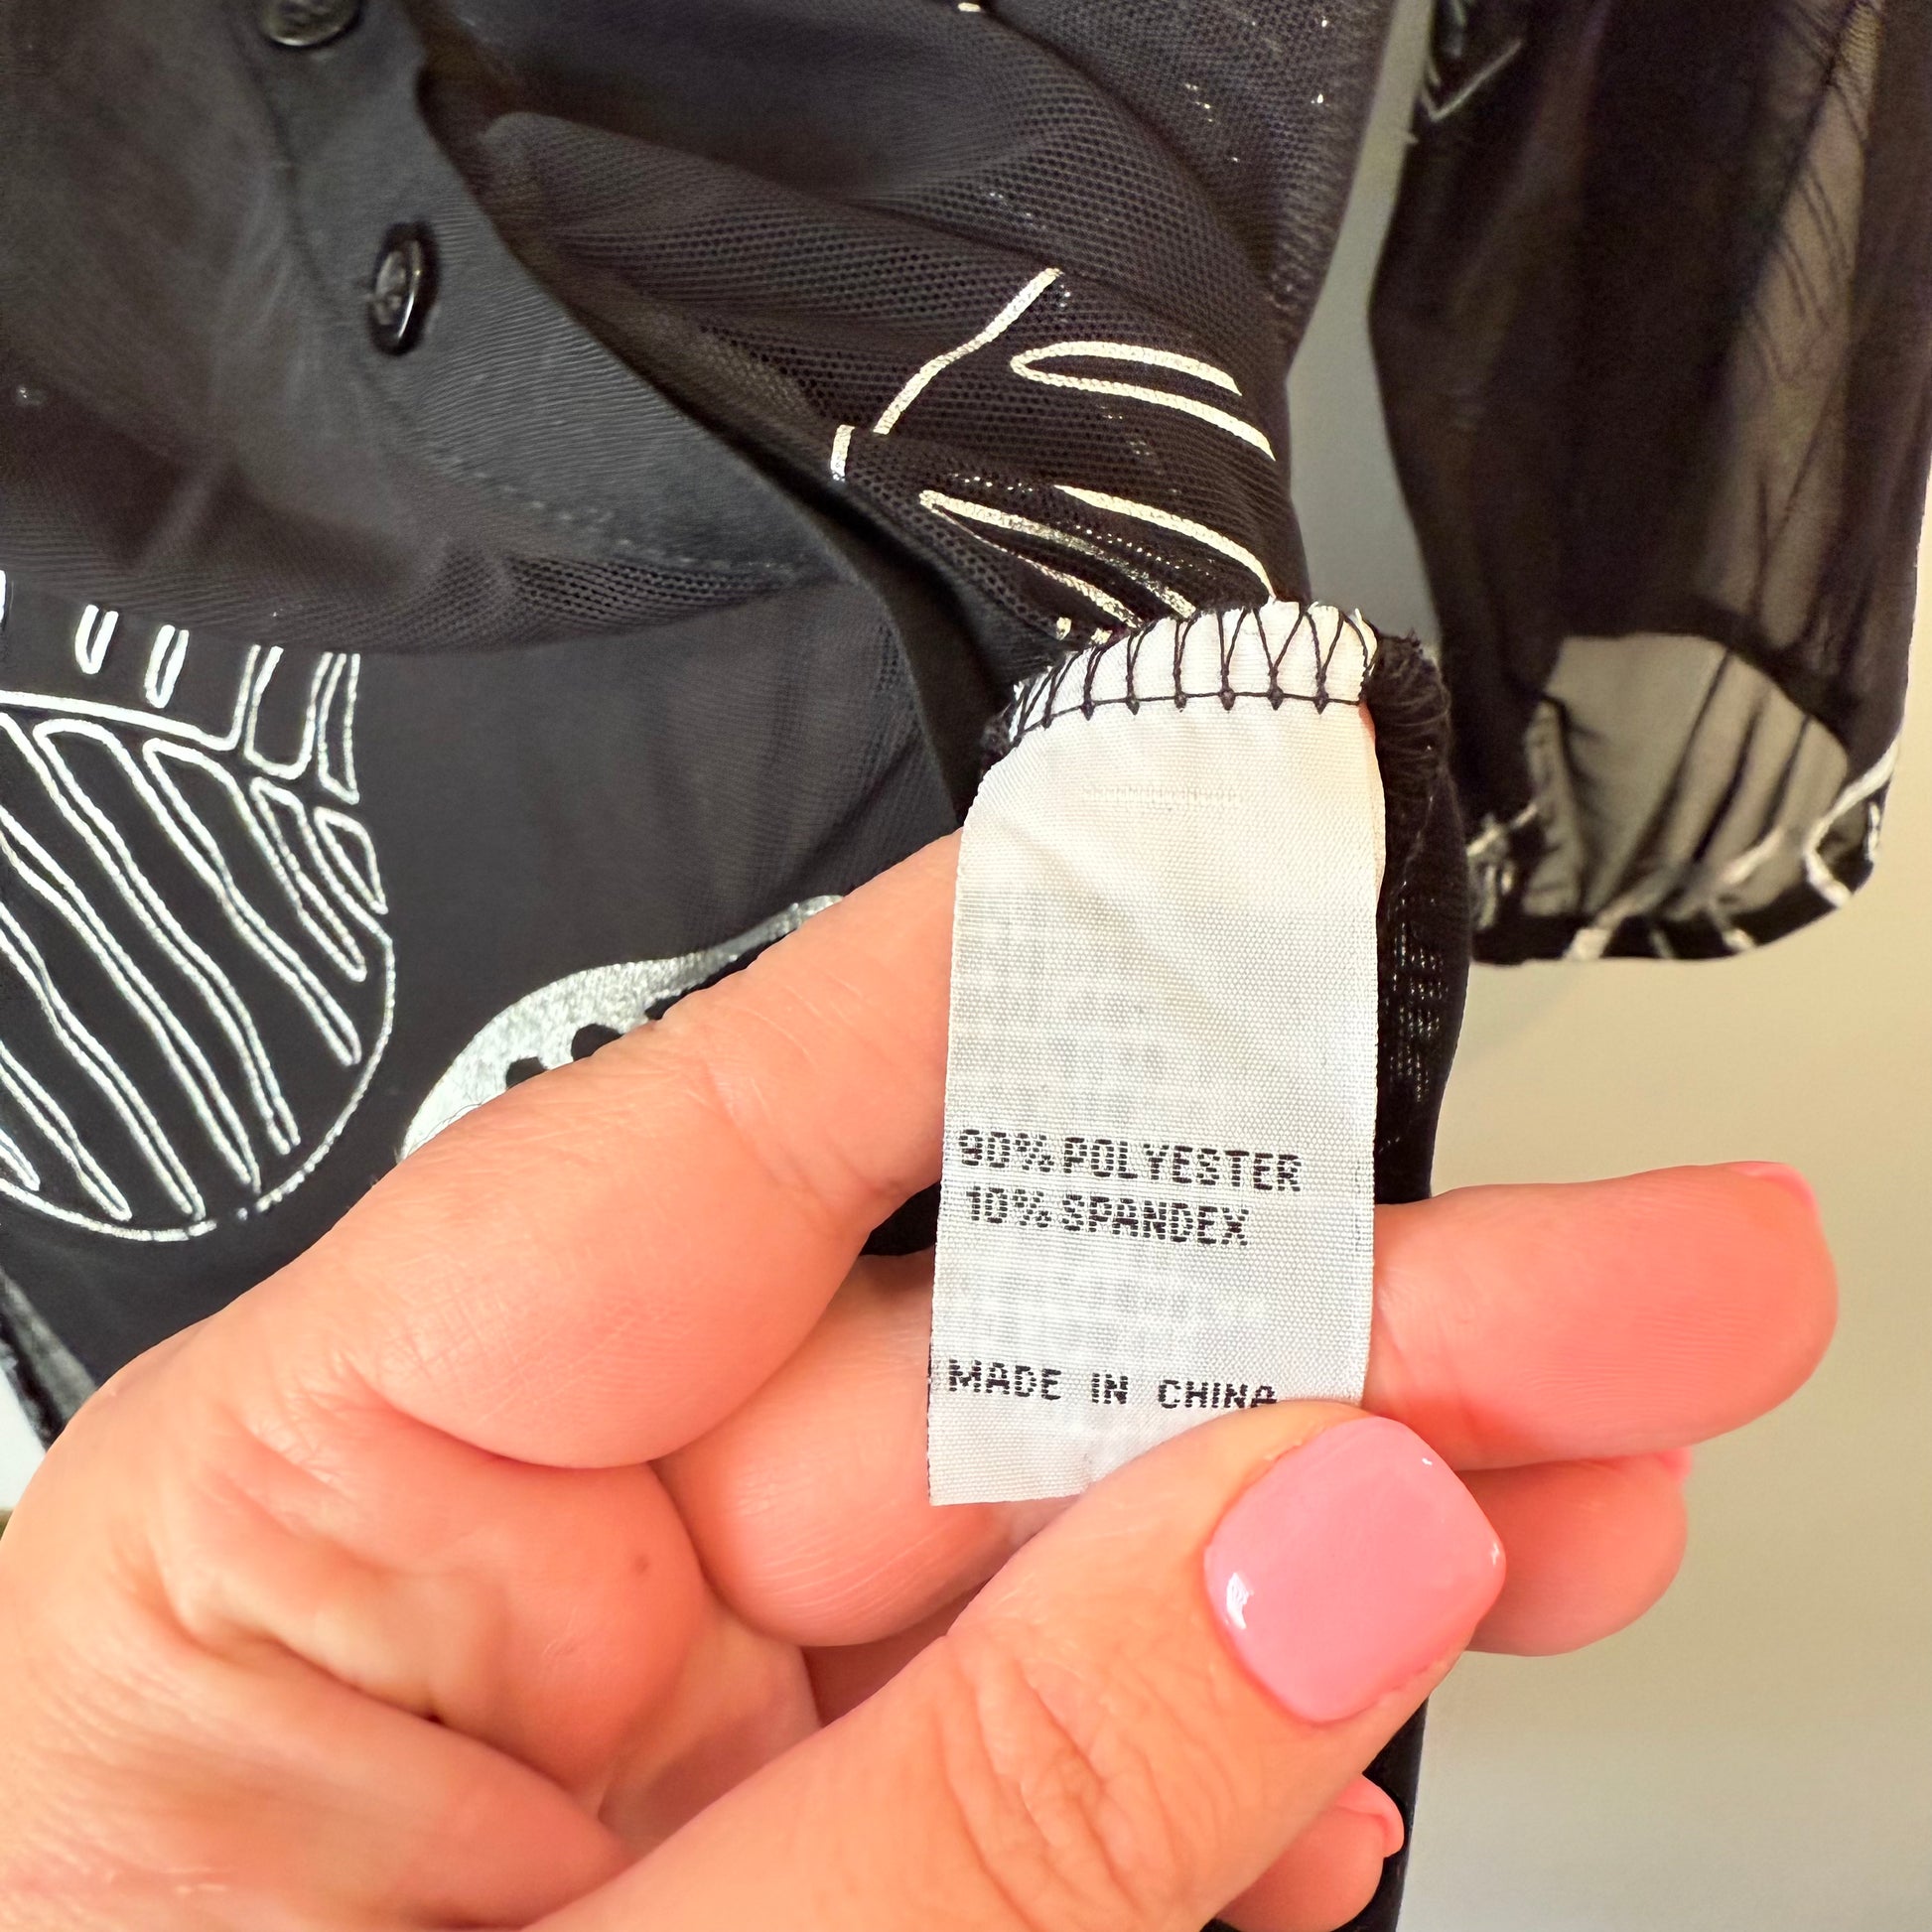 90% POLYESTER
10% SPANDEX
MADE IN CHINA